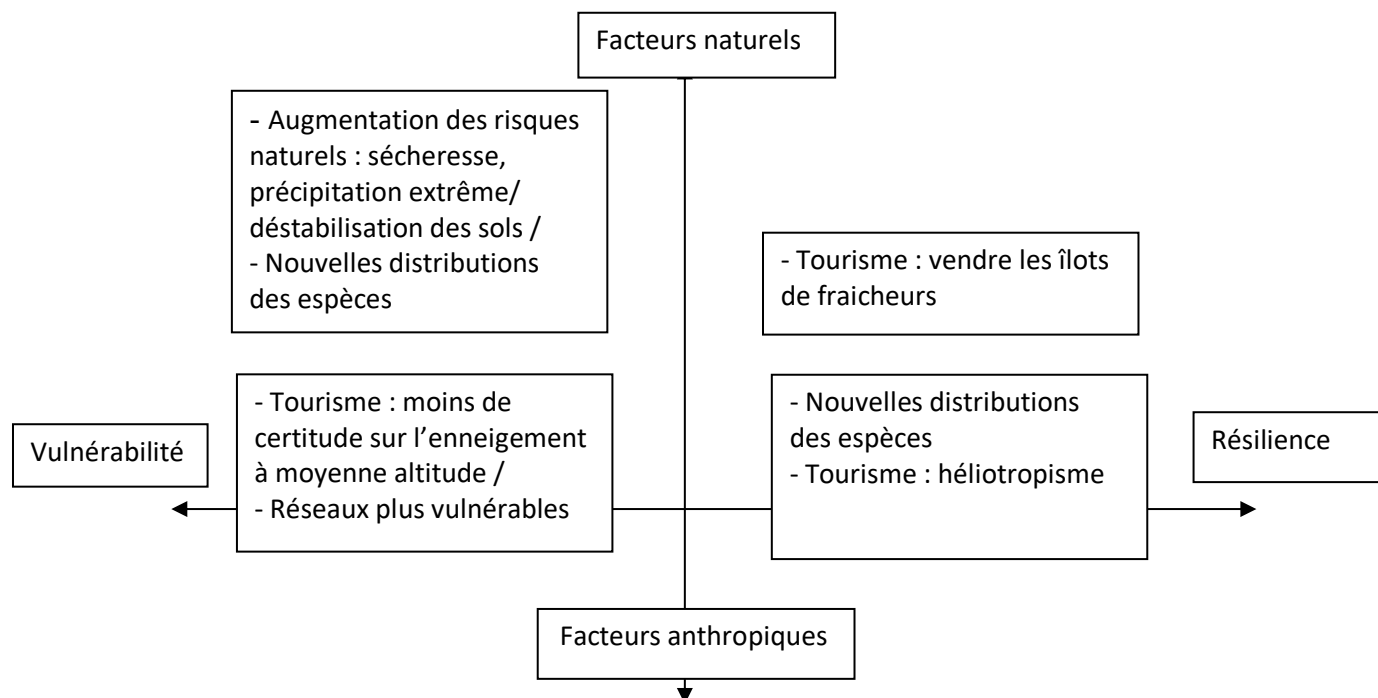 Facteurs naturels
- Augmentation des risques
naturels : sécheresse,
précipitation extrême/
déstabilisation des sols /
- Nouvelles distributions
des espèces
- Tourisme : vendre les îlots
de fraicheurs
Vulnérabilité
- Tourisme : moins de
certitude sur l’enneigement
à moyenne altitude /
- Réseaux plus vulnérables
- Nouvelles distributions
des espèces
- Tourisme : héliotropisme
Résilience
Facteurs anthropiques